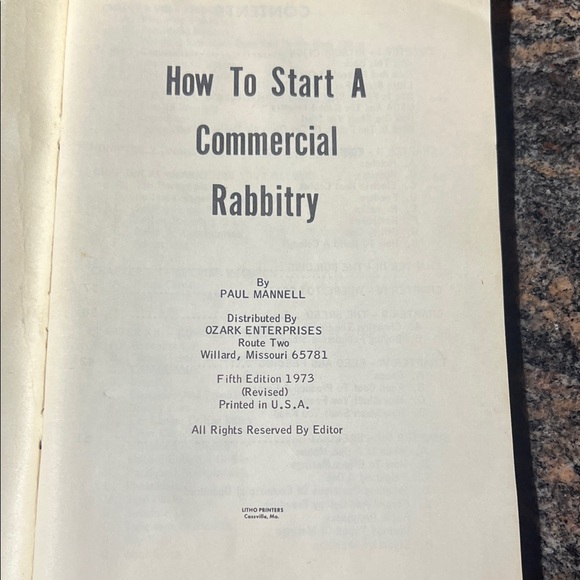 How To Start A
Commercial
Rabbitry
By
PAUL MANNELL
Distributed By
OZARK ENTERPRISES
Route Two
Willard, Missouri 65781
Fifth Edition 1973
(Revised)
Printed in U.S.A.
All Rights Reserved By Editor
LITHO PRINTERS
Cassville, Mo.